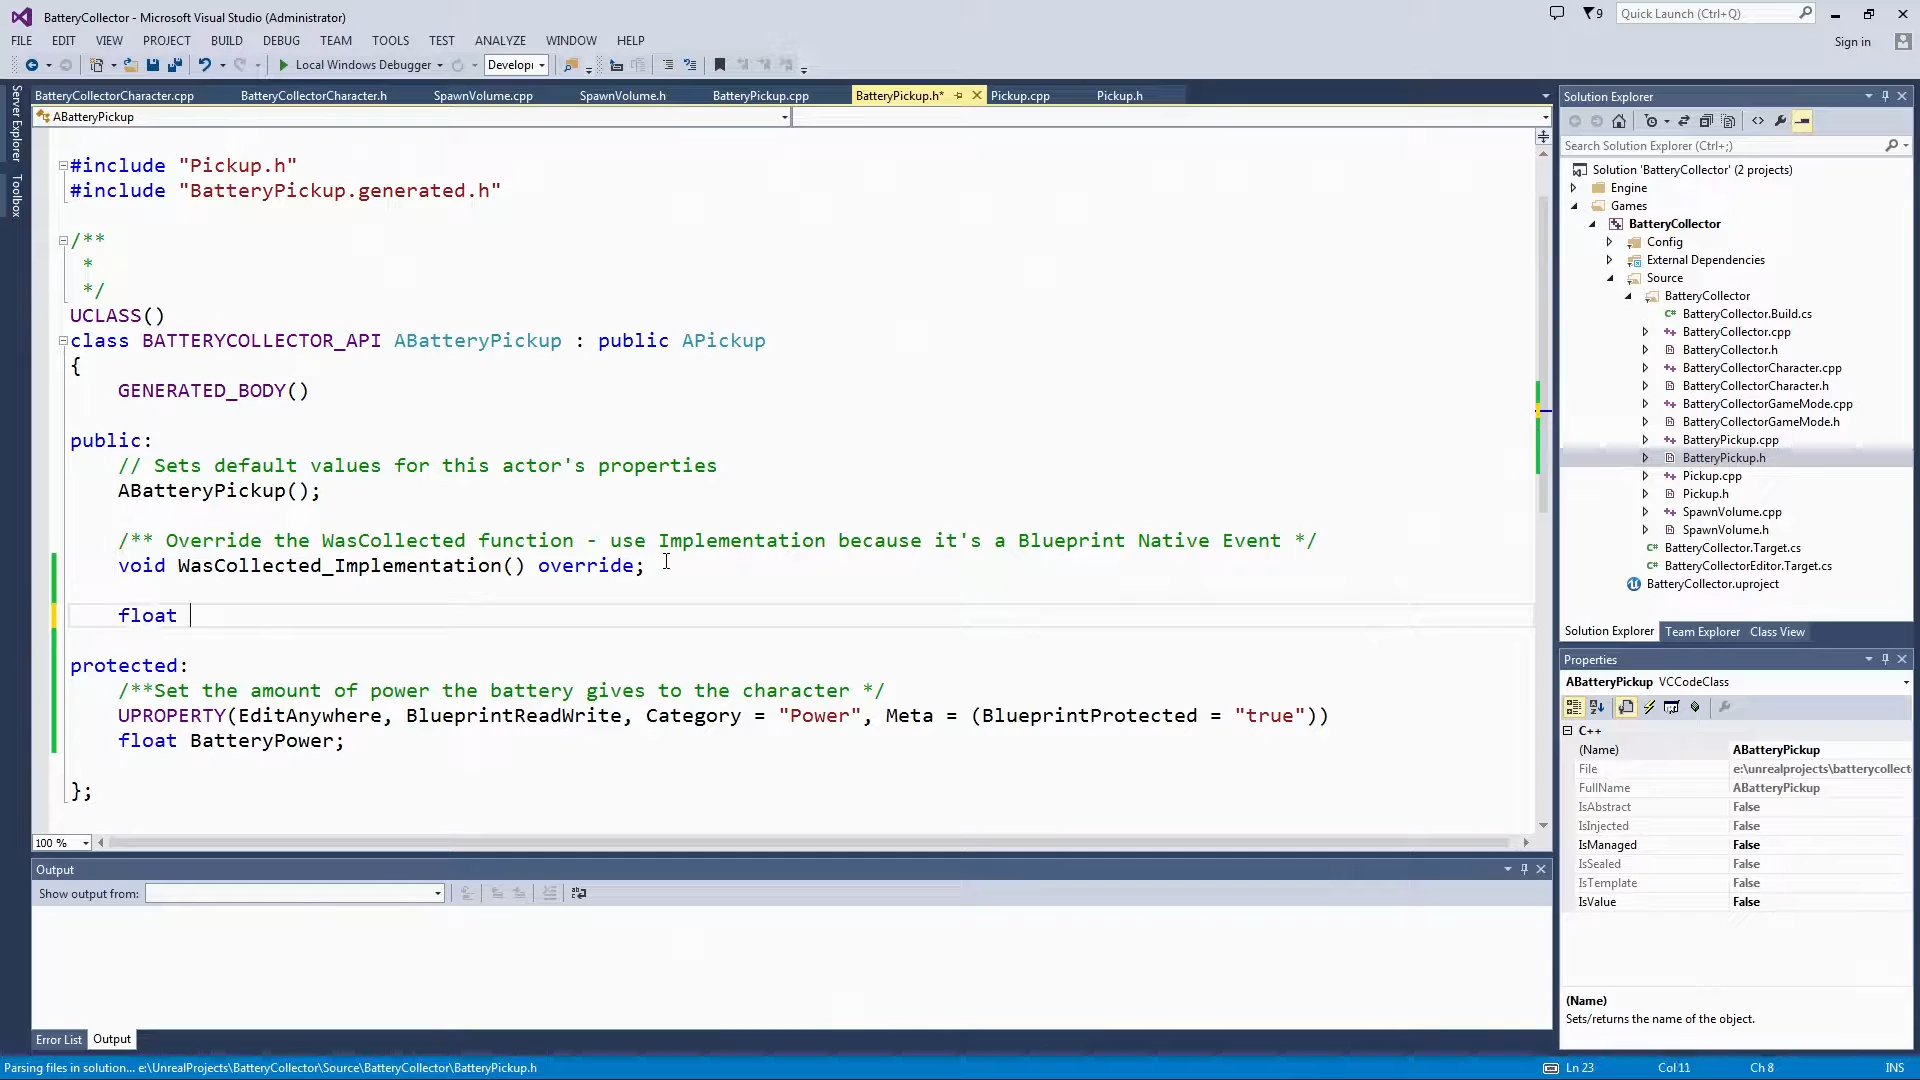 BatteryCollector - Microsoft Visual Studio (Administrator)
9
Quick Launch (Ctrl+Q)
FILE EDIT VIEW PROJECT BUILD DEBUG TEAM TOOLS TEST ANALYZE WINDOW HELP
Sign in
Local Windows Debugger
Developi
Server Explorer
Toolbox
BatteryCollectorCharacter.cpp BatteryCollectorCharacter.h SpawnVolume.cpp SpawnVolume.h BatteryPickup.cpp BatteryPickup.h* Pickup.cpp Pickup.h
ABatteryPickup
#include "Pickup.h"
#include "BatteryPickup.generated.h"
/**
*
*/
UCLASS()
class BATTERYCOLLECTOR_API ABatteryPickup : public APickup
{
GENERATED_BODY()
public:
// Sets default values for this actor's properties
ABatteryPickup();
/** Override the WasCollected function - use Implementation because it's a Blueprint Native Event */
void WasCollected_Implementation() override;
float
protected:
/**Set the amount of power the battery gives to the character */
UPROPERTY(EditAnywhere, BlueprintReadWrite, Category = "Power", Meta = (BlueprintProtected = "true"))
float BatteryPower;
};
100 %
Output
Show output from:
Error List Output
Solution Explorer
Search Solution Explorer (Ctrl+;)
Solution 'BatteryCollector' (2 projects)
Engine
Games
BatteryCollector
Config
External Dependencies
Source
BatteryCollector
BatteryCollector.Build.cs
BatteryCollector.cpp
BatteryCollector.h
BatteryCollectorCharacter.cpp
BatteryCollectorCharacter.h
BatteryCollectorGameMode.cpp
BatteryCollectorGameMode.h
BatteryPickup.cpp
BatteryPickup.h
Pickup.cpp
Pickup.h
SpawnVolume.cpp
SpawnVolume.h
BatteryCollector.Target.cs
BatteryCollectorEditor.Target.cs
BatteryCollector.uproject
Solution Explorer Team Explorer Class View
Properties
ABatteryPickup VCCodeClass
C++
(Name) ABatteryPickup
File e:\unrealprojects\batterycollect
FullName ABatteryPickup
IsAbstract False
IsInjected False
IsManaged False
IsSealed False
IsTemplate False
IsValue False
(Name)
Sets/returns the name of the object.
Parsing files in solution... e:\UnrealProjects\BatteryCollector\Source\BatteryCollector\BatteryPickup.h
Ln 23 Col 11 Ch 8 INS